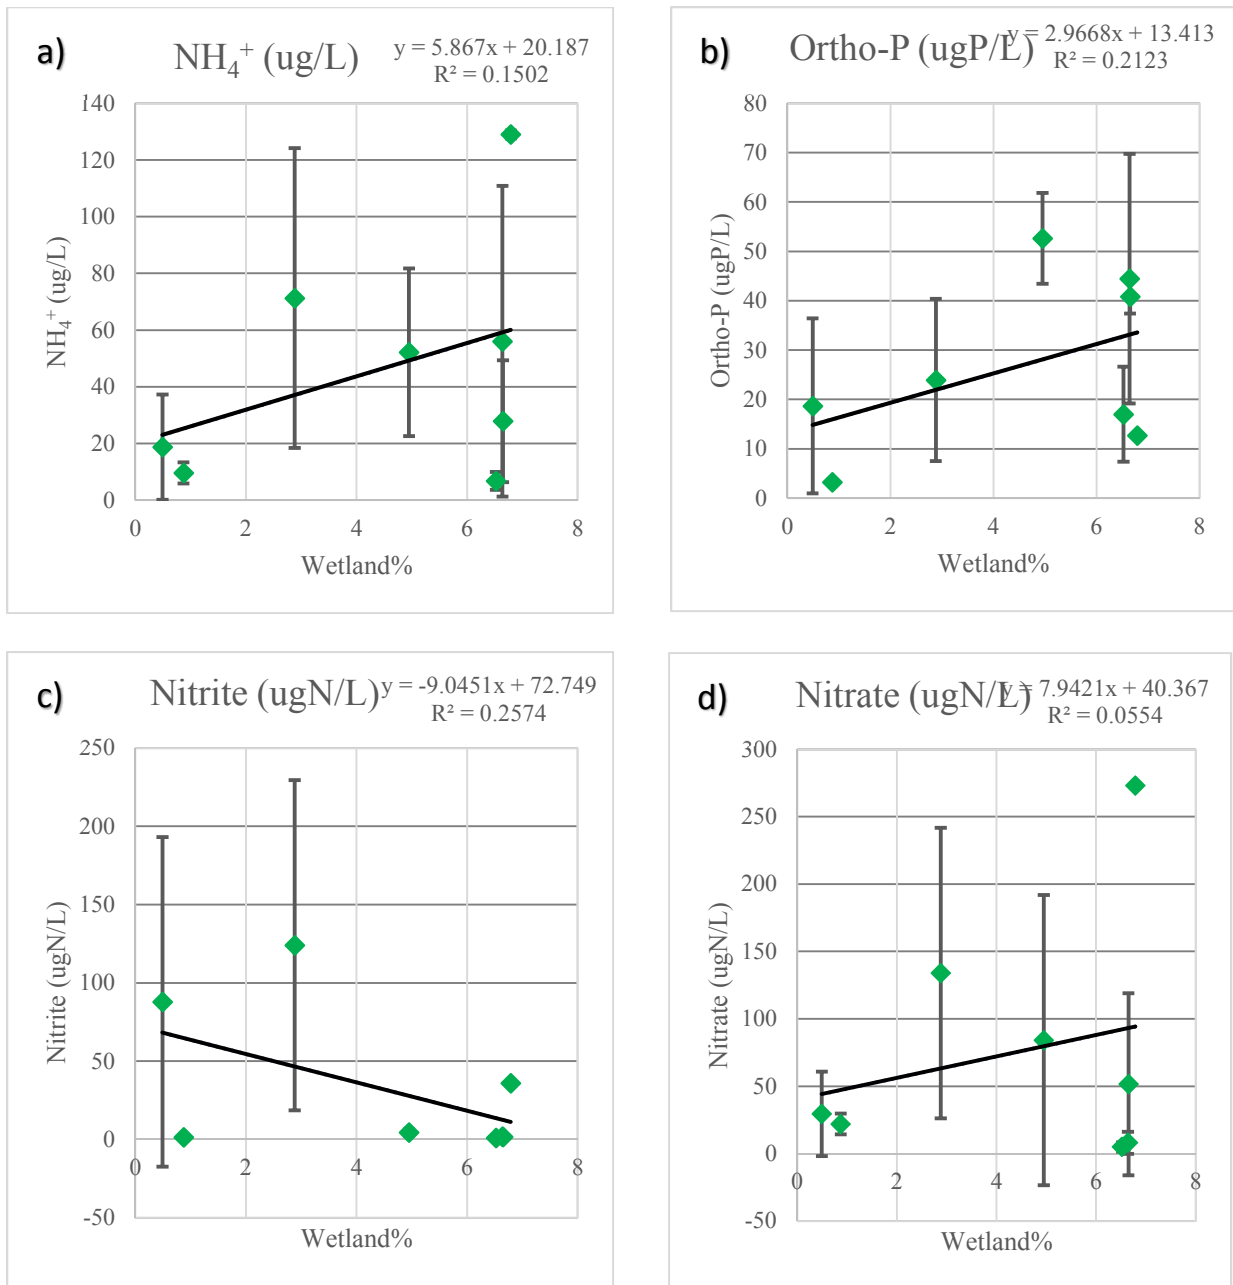 a) NH₄⁺ (ug/L) y = 5.867x + 20.187
R² = 0.1502
140
120
100
80
60
40
20
0
NH₄⁺ (ug/L)
0 2 4 6 8
Wetland%
b) Ortho-P (ugP/L) y = 2.9668x + 13.413
R² = 0.2123
80
70
60
50
40
30
20
10
0
Ortho-P (ugP/L)
0 2 4 6 8
Wetland%
c) Nitrite (ugN/L) y = -9.0451x + 72.749
R² = 0.2574
250
200
150
100
50
0
-50
Nitrite (ugN/L)
0 2 4 6 8
Wetland%
d) Nitrate (ugN/L) y = 7.9421x + 40.367
R² = 0.0554
300
250
200
150
100
50
0
-50
Nitrate (ugN/L)
0 2 4 6 8
Wetland%